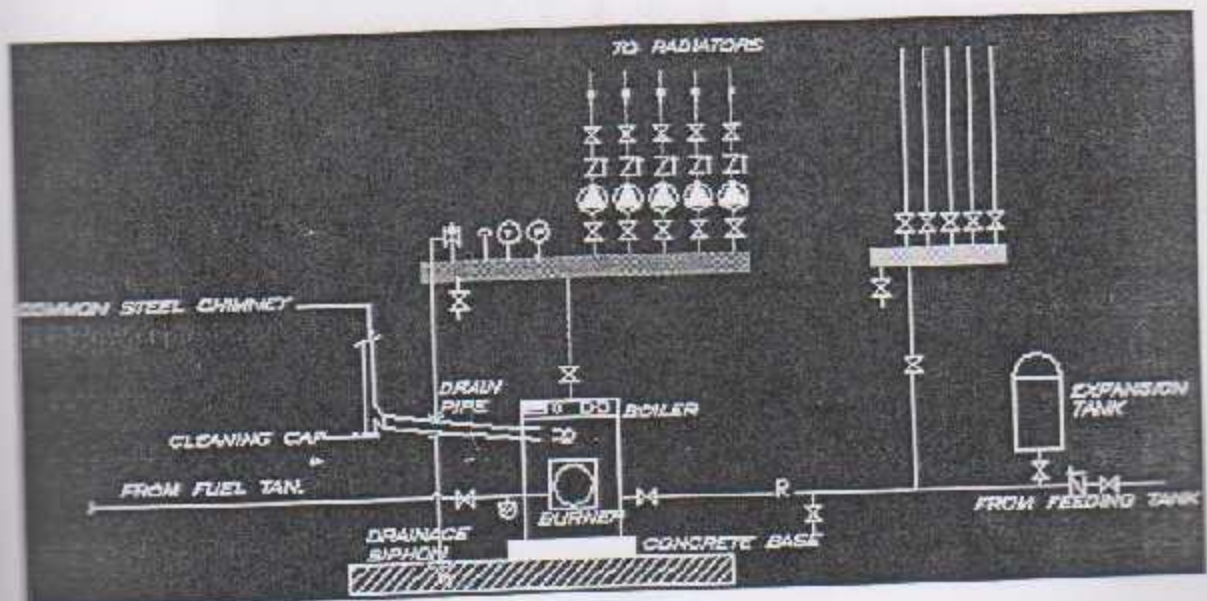 TO RADIATORS
COMMON STEEL CHIMNEY
DRAIN
PIPE
BOILER
EXPANSION
TANK
CLEANING CAP
FROM FUEL TAN.
R
FROM FEEDING TANK
BURNER
DRAINAGE
SIPHON
CONCRETE BASE